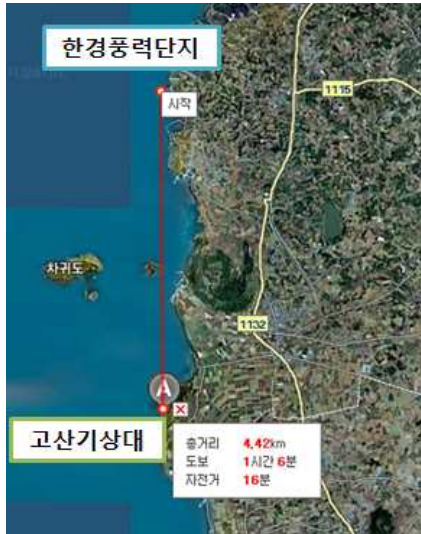 한경풍력단지
시작
1115
차귀도
1132
고산기상대
총거리 4.42km
도보 1시간 6분
자전거 16분